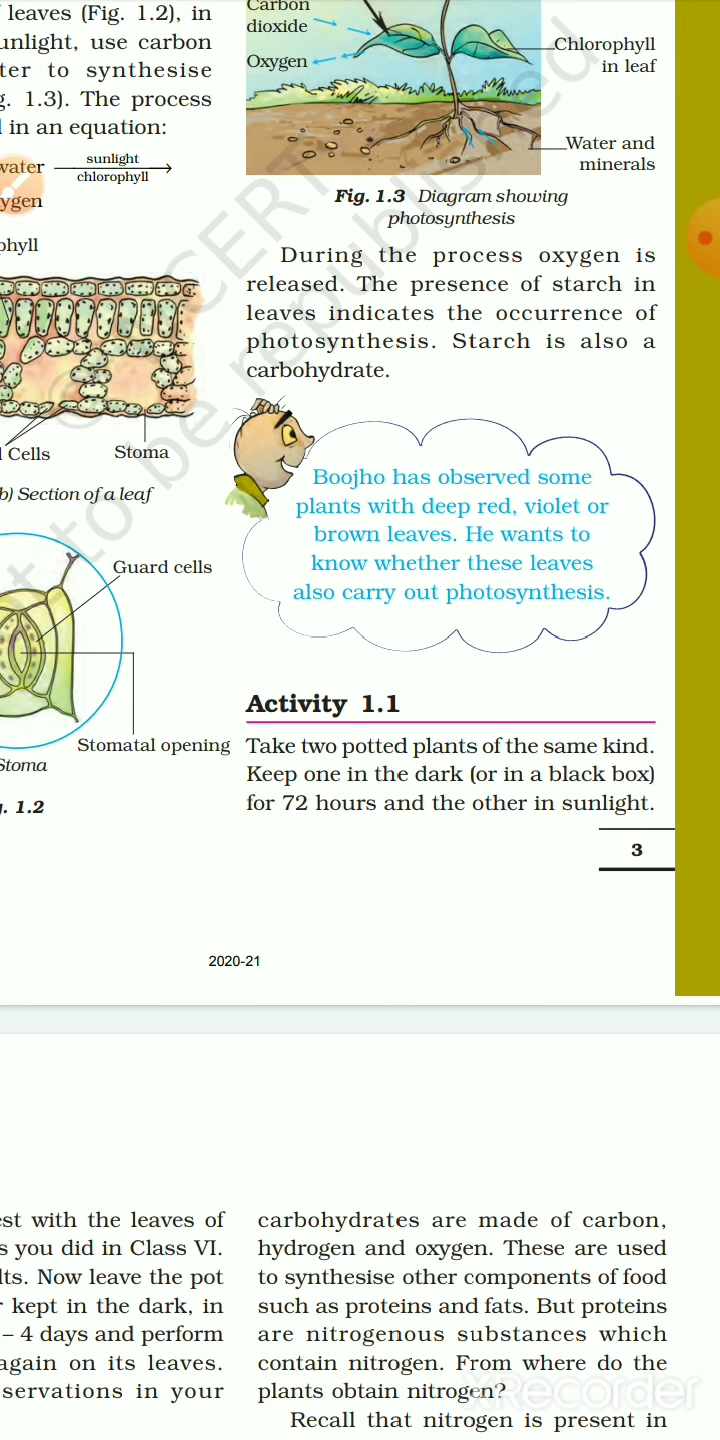 leaves (Fig. 1.2), in
unlight, use carbon
ter to synthesise
g. 1.3). The process
in an equation:
water sunlight
chlorophyll
ygen
phyll
Cells
Stoma
b) Section of a leaf
Guard cells
Stomatal opening
Stoma
. 1.2
Carbon
dioxide
Oxygen
Chlorophyll
in leaf
Water and
minerals
Fig. 1.3 Diagram showing
photosynthesis
During the process oxygen is
released. The presence of starch in
leaves indicates the occurrence of
photosynthesis. Starch is also a
carbohydrate.
Boojho has observed some
plants with deep red, violet or
brown leaves. He wants to
know whether these leaves
also carry out photosynthesis.
Activity 1.1
Take two potted plants of the same kind.
Keep one in the dark (or in a black box)
for 72 hours and the other in sunlight.
3
2020-21
est with the leaves of
s you did in Class VI.
lts. Now leave the pot
r kept in the dark, in
– 4 days and perform
again on its leaves.
servations in your
carbohydrates are made of carbon,
hydrogen and oxygen. These are used
to synthesise other components of food
such as proteins and fats. But proteins
are nitrogenous substances which
contain nitrogen. From where do the
plants obtain nitrogen?
Recall that nitrogen is present in
XRecorder
© NCERT
not to be republished